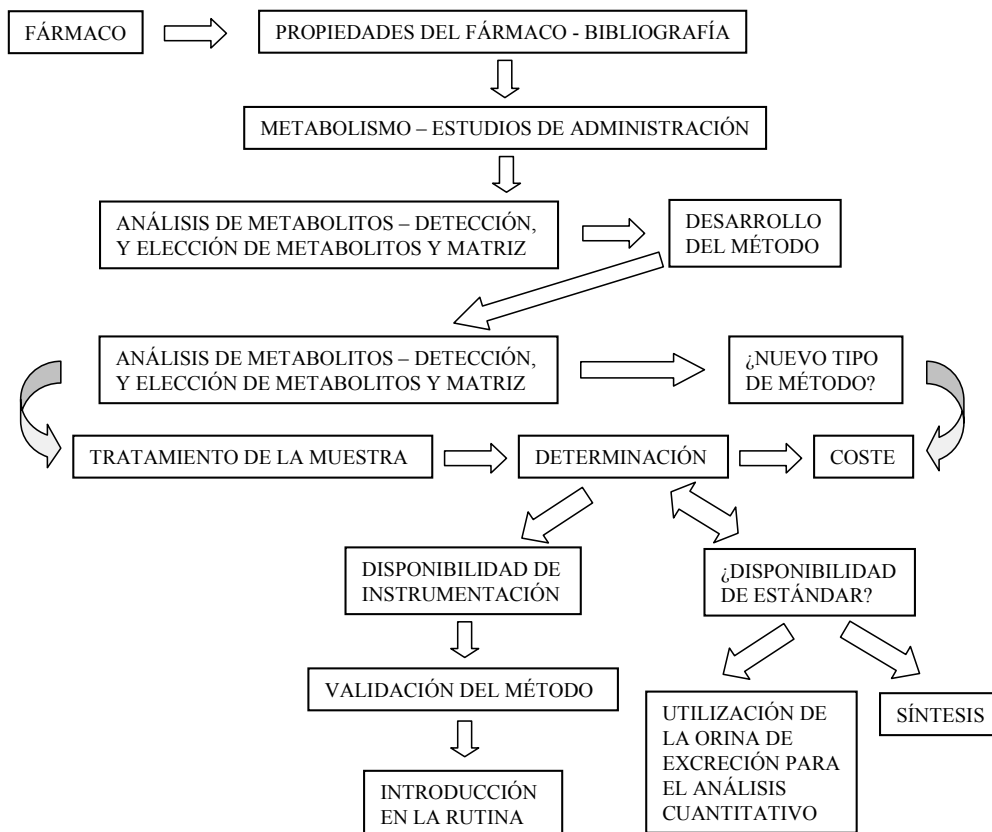 FÁRMACO
PROPIEDADES DEL FÁRMACO - BIBLIOGRAFÍA
METABOLISMO – ESTUDIOS DE ADMINISTRACIÓN
ANÁLISIS DE METABOLITOS – DETECCIÓN,
Y ELECCIÓN DE METABOLITOS Y MATRIZ
DESARROLLO
DEL MÉTODO
ANÁLISIS DE METABOLITOS – DETECCIÓN,
Y ELECCIÓN DE METABOLITOS Y MATRIZ
¿NUEVO TIPO
DE MÉTODO?
TRATAMIENTO DE LA MUESTRA
DETERMINACIÓN
COSTE
DISPONIBILIDAD DE
INSTRUMENTACIÓN
¿DISPONIBILIDAD
DE ESTÁNDAR?
VALIDACIÓN DEL MÉTODO
UTILIZACIÓN DE
LA ORINA DE
EXCRECIÓN PARA
EL ANÁLISIS
CUANTITATIVO
SÍNTESIS
INTRODUCCIÓN
EN LA RUTINA